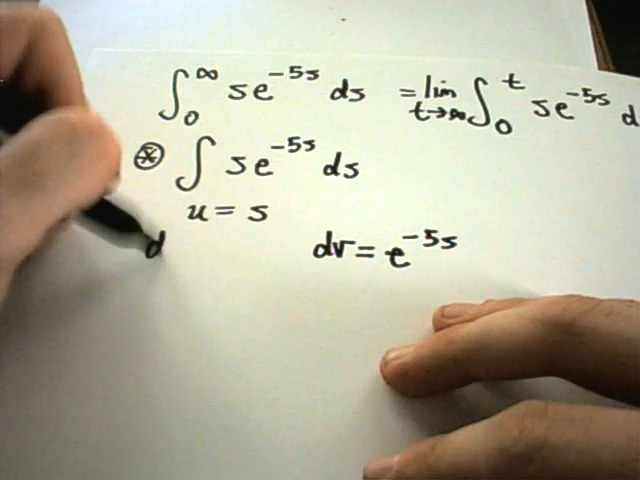 ∫₀^∞ se^{-5s} ds = lim_{t→∞} ∫₀^t se^{-5s} d
⊛ ∫ se^{-5s} ds
u = s
d dv = e^{-5s}